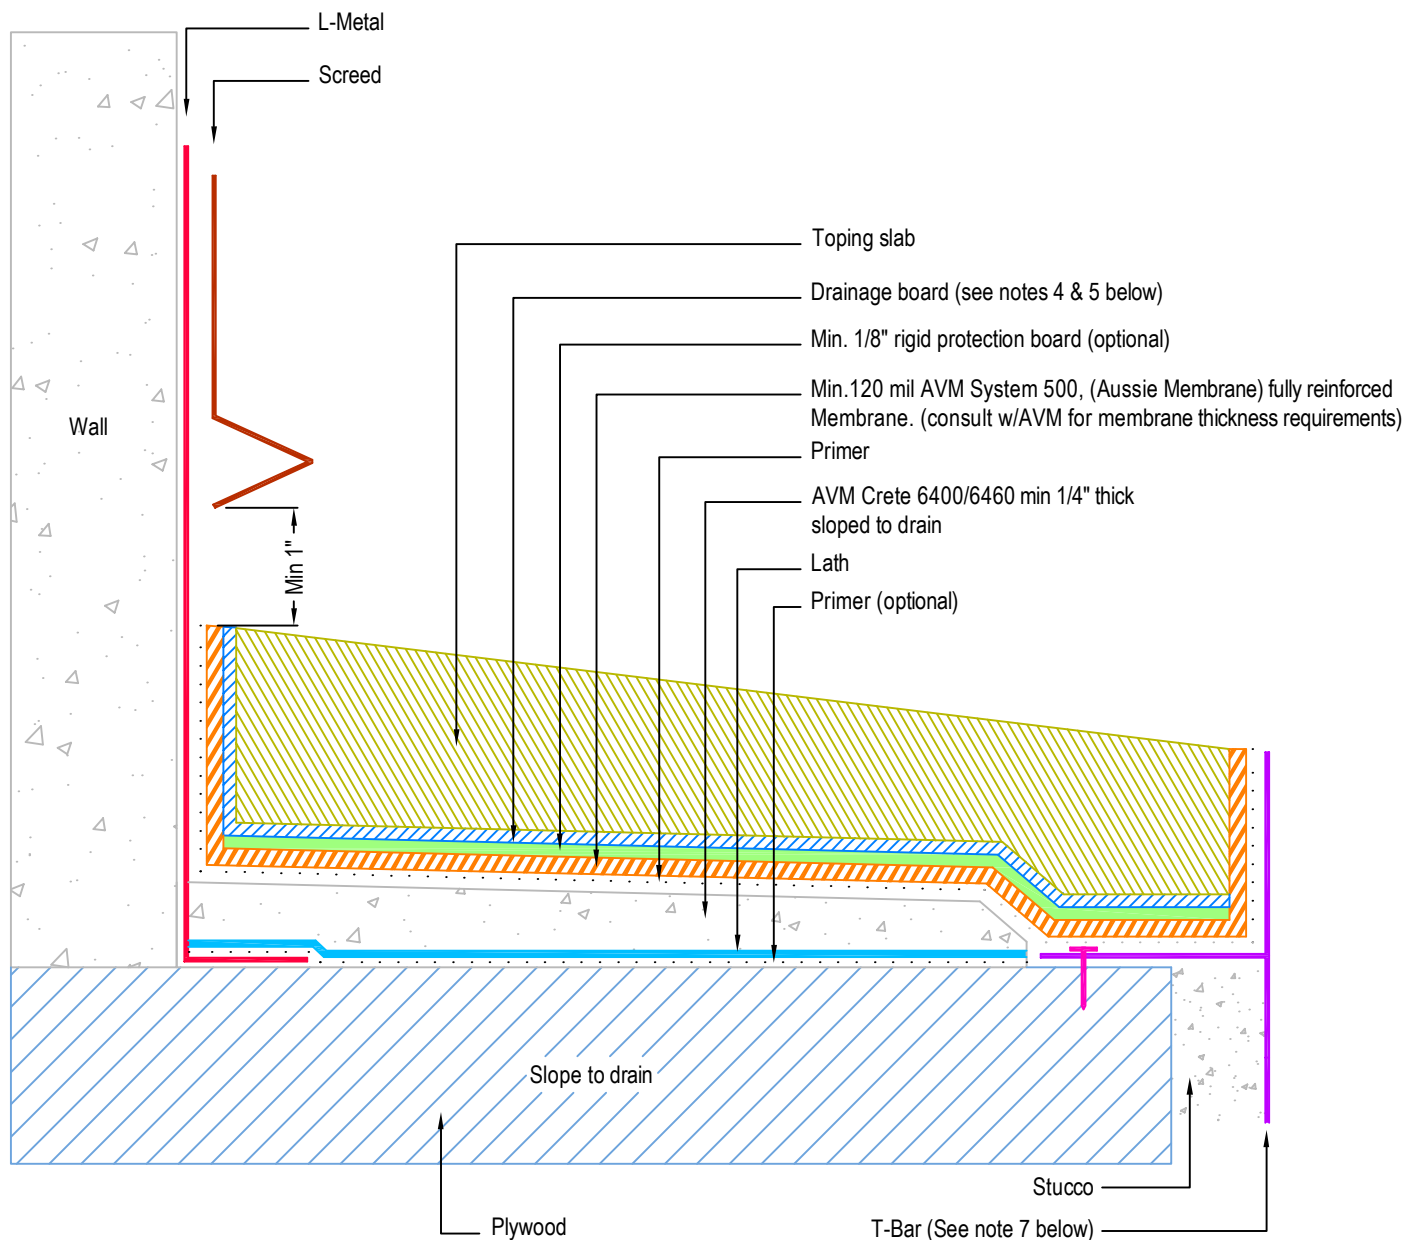 L-Metal
Screed
Toping slab
Drainage board (see notes 4 & 5 below)
Min. 1/8" rigid protection board (optional)
Min.120 mil AVM System 500, (Aussie Membrane) fully reinforced
Membrane. (consult w/AVM for membrane thickness requirements)
Primer
AVM Crete 6400/6460 min 1/4" thick
sloped to drain
Lath
Primer (optional)
Wall
Min 1"
Slope to drain
Stucco
Plywood
T-Bar (See note 7 below)